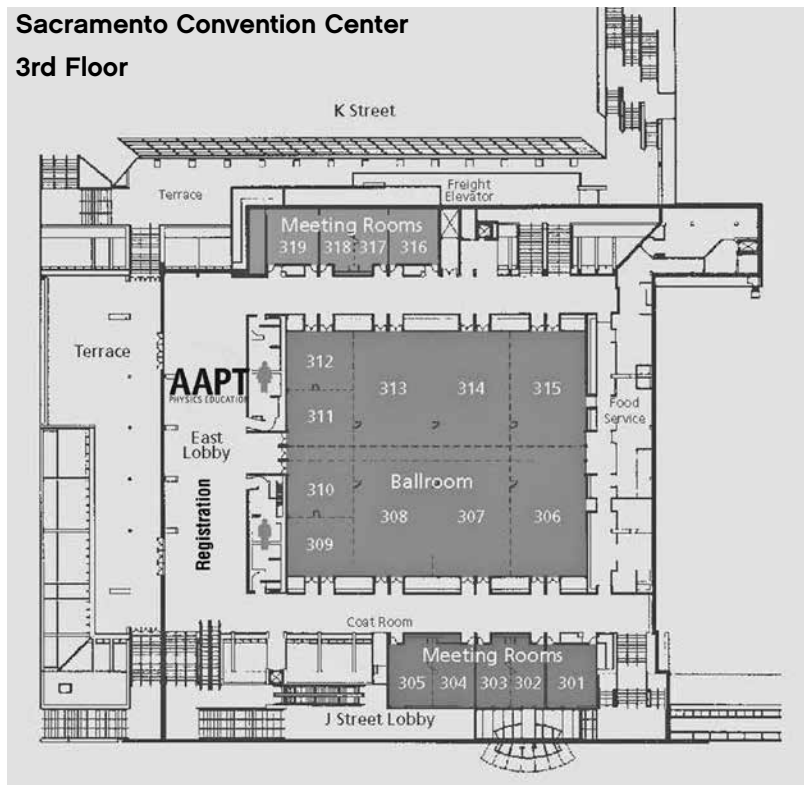 Sacramento Convention Center
3rd Floor
K Street
Terrace
Freight
Elevator
Meeting Rooms
319 318 317 316
Terrace
AAPT
PHYSICS EDUCATION
312
313
314
315
311
Food
Service
East
Lobby
Registration
Ballroom
310
308
307
306
309
Coat Room
Meeting Rooms
305 304 303 302 301
J Street Lobby